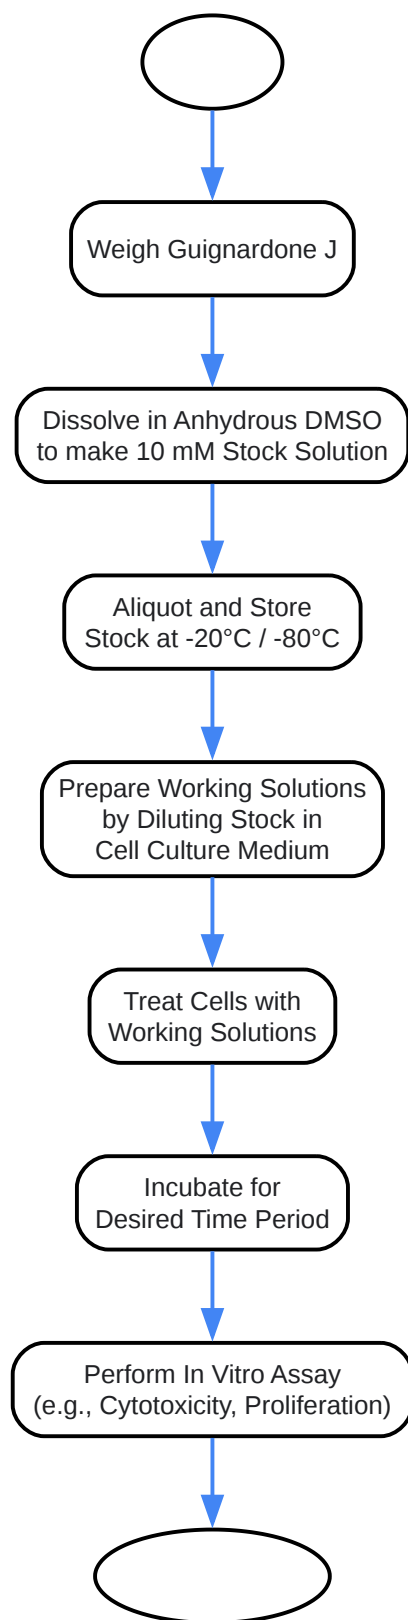 Weigh Guignardone J
Dissolve in Anhydrous DMSO
to make 10 mM Stock Solution
Aliquot and Store
Stock at -20°C / -80°C
Prepare Working Solutions
by Diluting Stock in
Cell Culture Medium
Treat Cells with
Working Solutions
Incubate for
Desired Time Period
Perform In Vitro Assay
(e.g., Cytotoxicity, Proliferation)